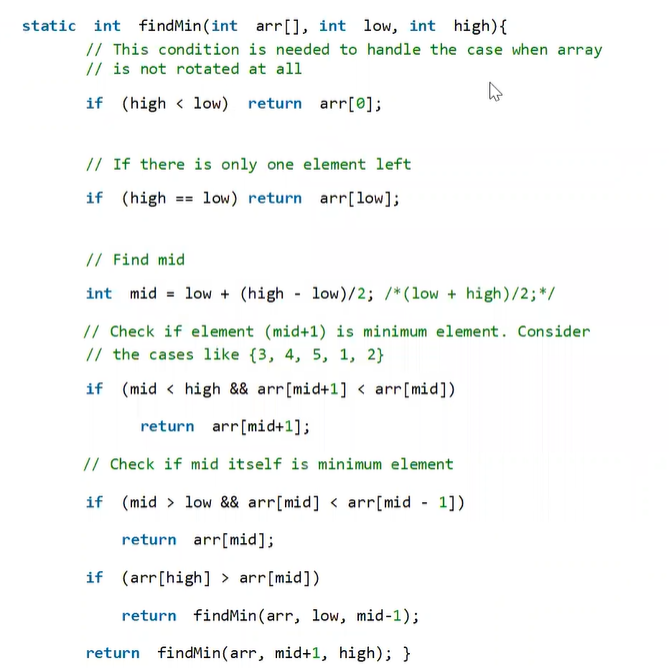 static int findMin(int arr[], int low, int high){
// This condition is needed to handle the case when array
// is not rotated at all
if (high < low) return arr[0];
// If there is only one element left
if (high == low) return arr[low];
// Find mid
int mid = low + (high - low)/2; /*(low + high)/2;*/
// Check if element (mid+1) is minimum element. Consider
// the cases like {3, 4, 5, 1, 2}
if (mid < high && arr[mid+1] < arr[mid])
return arr[mid+1];
// Check if mid itself is minimum element
if (mid > low && arr[mid] < arr[mid - 1])
return arr[mid];
if (arr[high] > arr[mid])
return findMin(arr, low, mid-1);
return findMin(arr, mid+1, high); }